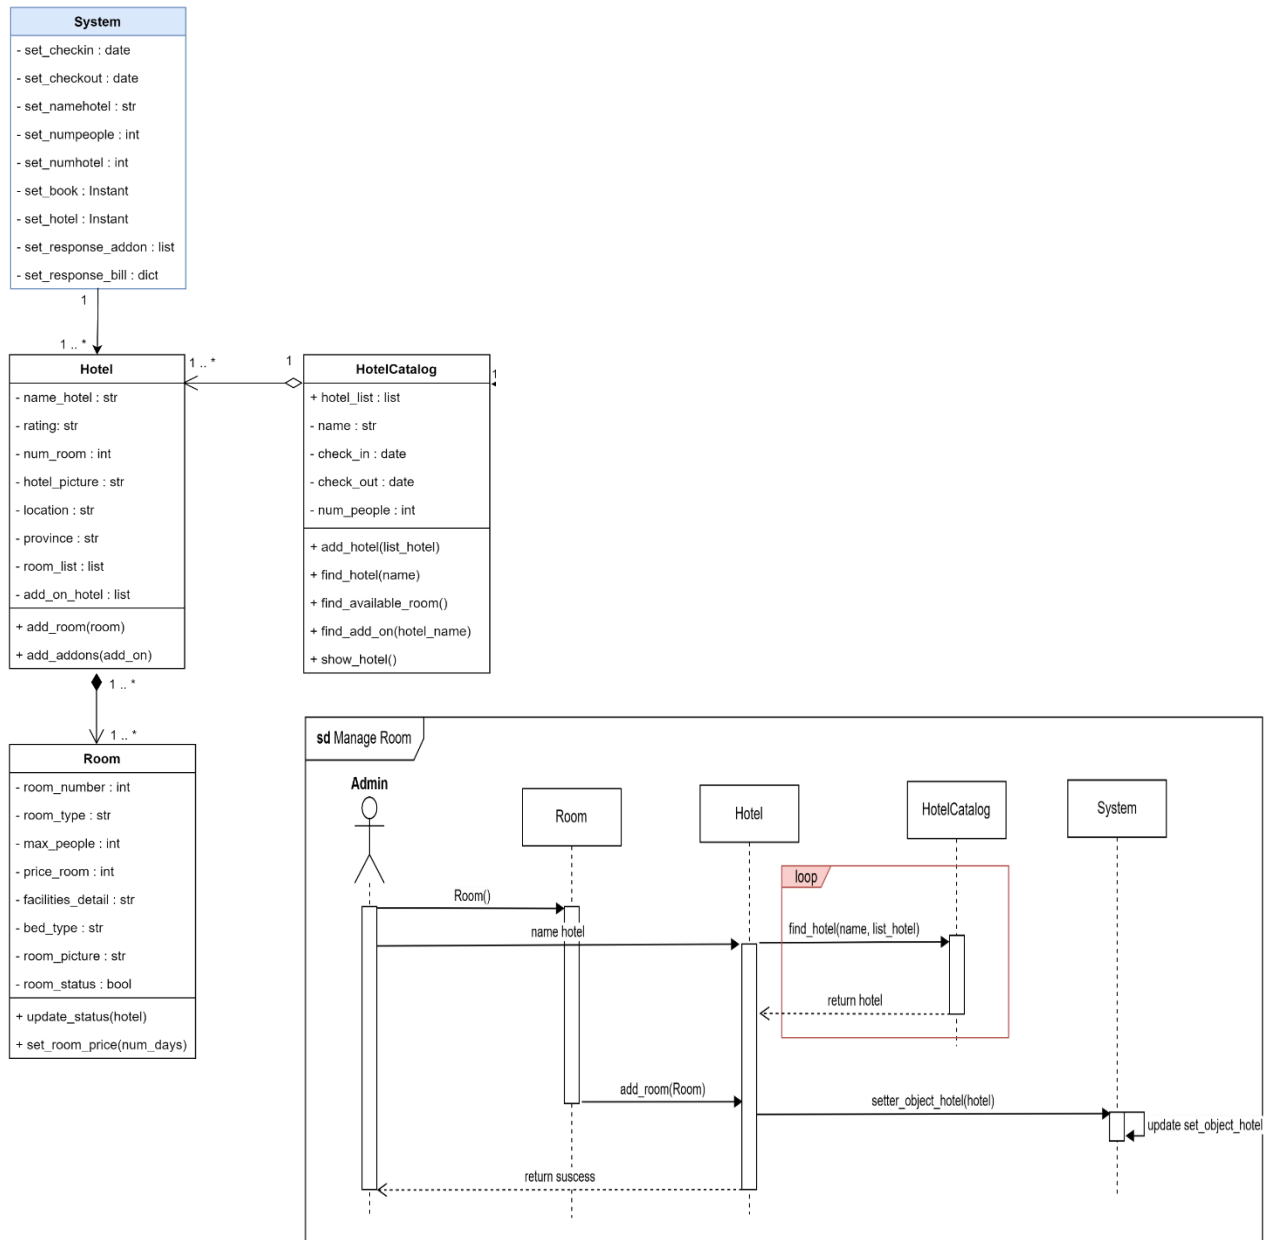 System
- set_checkin : date
- set_checkout : date
- set_namehotel : str
- set_numpeople : int
- set_numhotel : int
- set_book : Instant
- set_hotel : Instant
- set_response_addon : list
- set_response_bill : dict
1
1 .. *
Hotel
- name_hotel : str
- rating: str
- num_room : int
- hotel_picture : str
- location : str
- province : str
- room_list : list
- add_on_hotel : list
+ add_room(room)
+ add_addons(add_on)
1 .. *
1
HotelCatalog
+ hotel_list : list
- name : str
- check_in : date
- check_out : date
- num_people : int
+ add_hotel(list_hotel)
+ find_hotel(name)
+ find_available_room()
+ find_add_on(hotel_name)
+ show_hotel()
1
1 .. *
1 .. *
Room
- room_number : int
- room_type : str
- max_people : int
- price_room : int
- facilities_detail : str
- bed_type : str
- room_picture : str
- room_status : bool
+ update_status(hotel)
+ set_room_price(num_days)
sd Manage Room
Admin
Room
Hotel
HotelCatalog
System
loop
Room()
name hotel
find_hotel(name, list_hotel)
return hotel
add_room(Room)
setter_object_hotel(hotel)
update set_object_hotel
return suscess